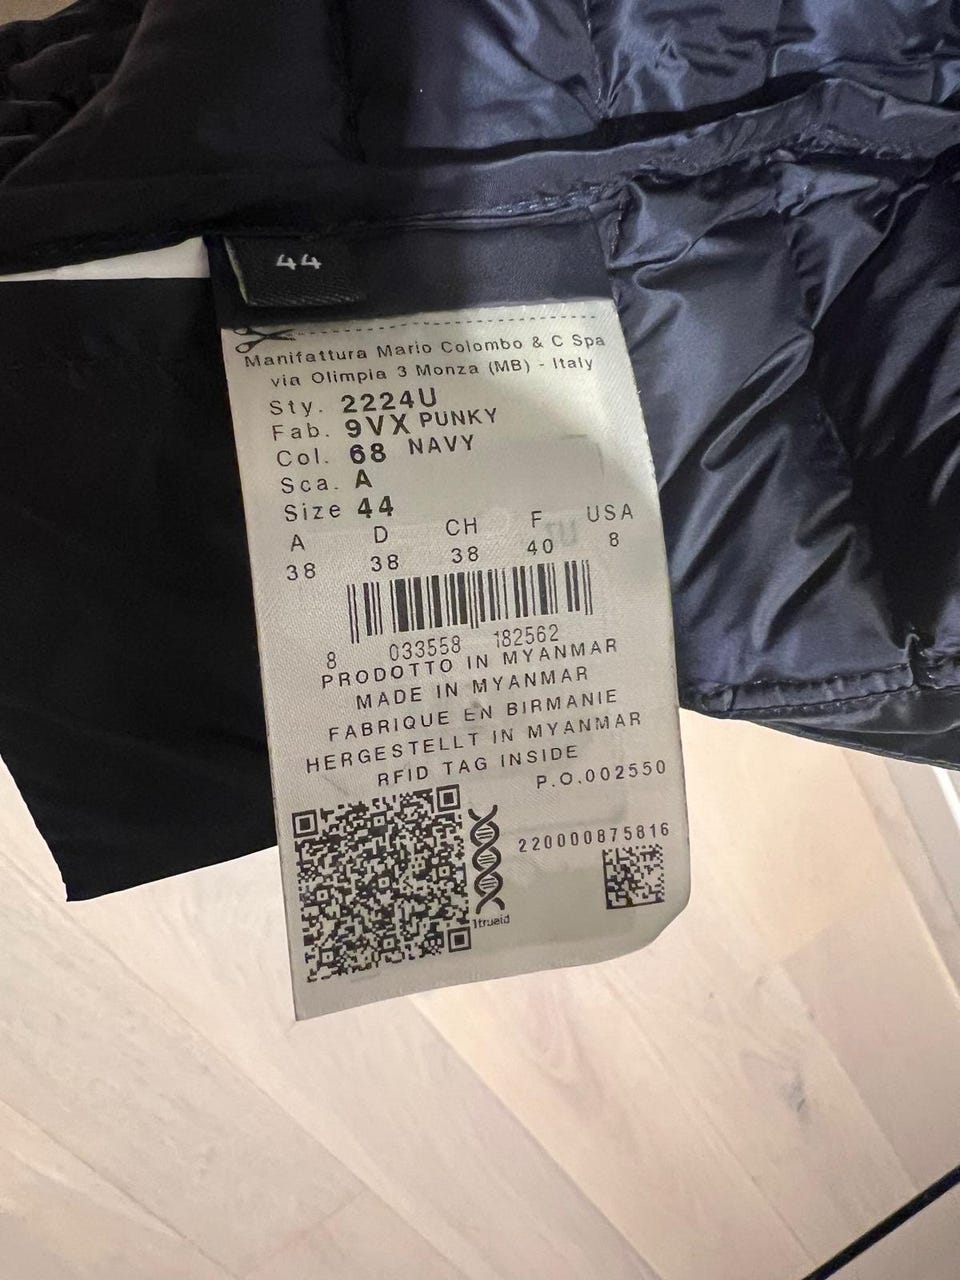 44
Manifattura Mario Colombo & C Spa
via Olimpia 3 Monza (MB) - Italy
Sty. 2224U
Fab. 9VX PUNKY
Col. 68 NAVY
Sca. A
Size 44
A D CH F USA
38 38 38 40 8
8 033558 182562
PRODOTTO IN MYANMAR
MADE IN MYANMAR
FABRIQUE EN BIRMANIE
HERGESTELLT IN MYANMAR
RFID TAG INSIDE
P.O.002550
220000875816
1trueid